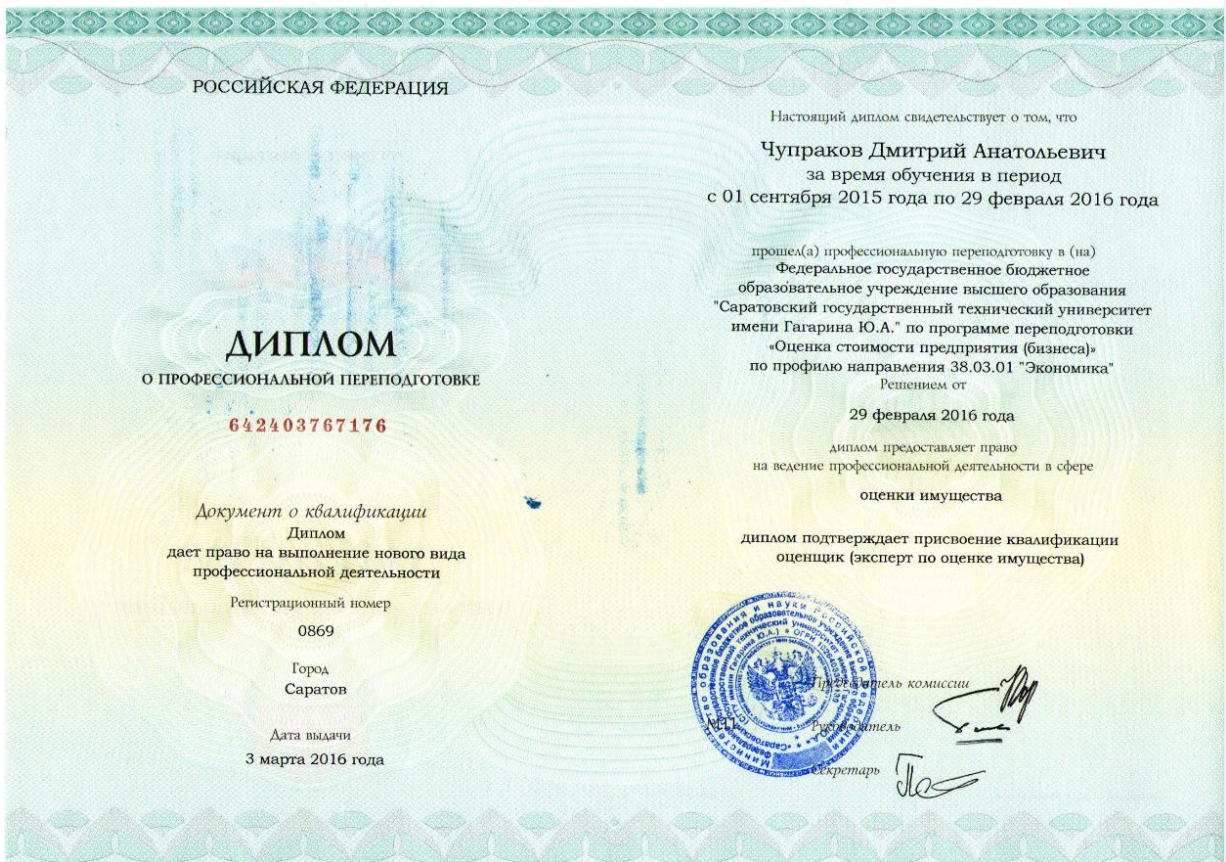 РОССИЙСКАЯ ФЕДЕРАЦИЯ
ДИПЛОМ
О ПРОФЕССИОНАЛЬНОЙ ПЕРЕПОДГОТОВКЕ
642403767176
Документ о квалификации
Диплом
дает право на выполнение нового вида
профессиональной деятельности
Регистрационный номер
0869
Город
Саратов
Дата выдачи
3 марта 2016 года
Настоящий диплом свидетельствует о том, что
Чупраков Дмитрий Анатольевич
за время обучения в период
с 01 сентября 2015 года по 29 февраля 2016 года
прошел(а) профессиональную переподготовку в (на)
Федеральное государственное бюджетное
образовательное учреждение высшего образования
"Саратовский государственный технический университет
имени Гагарина Ю.А." по программе переподготовки
«Оценка стоимости предприятия (бизнеса)»
по профилю направления 38.03.01 "Экономика"
Решением от
29 февраля 2016 года
диплом предоставляет право
на ведение профессиональной деятельности в сфере
оценки имущества
диплом подтверждает присвоение квалификации
оценщик (эксперт по оценке имущества)
Министерство образования и науки Российской Федерации
Председатель комиссии
М.П.
Руководитель
Секретарь